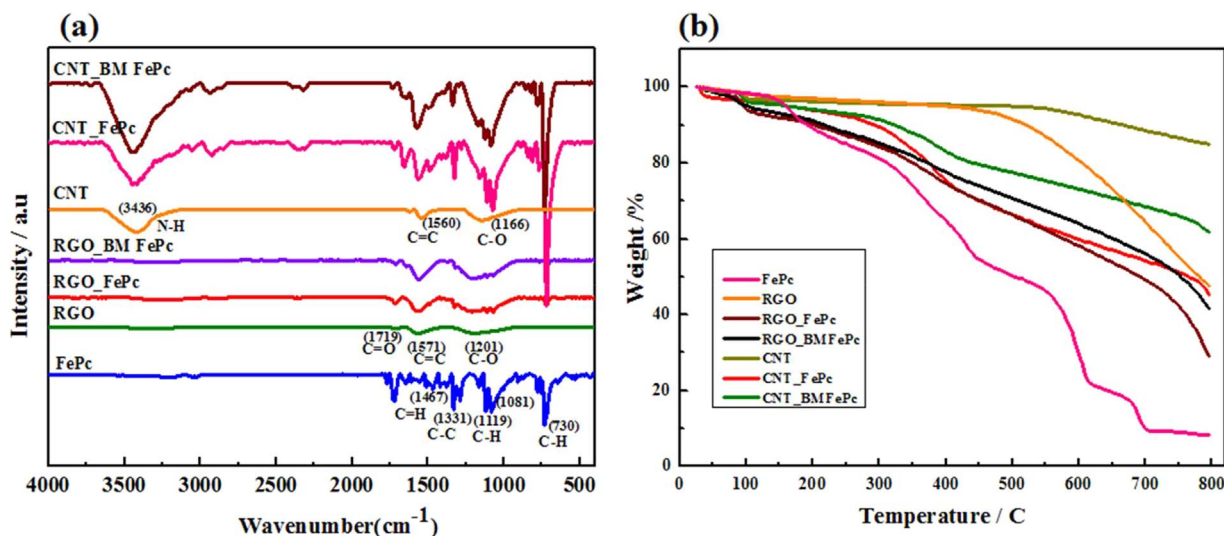 (a)
CNT_BM FePc
CNT_FePc
CNT
(3436)
N-H
(1560)
C=C
(1166)
C-O
RGO_BM FePc
RGO_FePc
RGO
(1719)
C=O
(1571)
C=C
(1201)
C-O
FePc
(1467)
C=H
(1331)
C-C
(1119)
C-H
(1081)
(730)
C-H
Intensity / a.u
4000 3500 3000 2500 2000 1500 1000 500
Wavenumber(cm-1)
(b)
Weight /%
100
80
60
40
20
0
FePc
RGO
RGO_FePc
RGO_BMFePc
CNT
CNT_FePc
CNT_BMFePc
0 100 200 300 400 500 600 700 800
Temperature / C